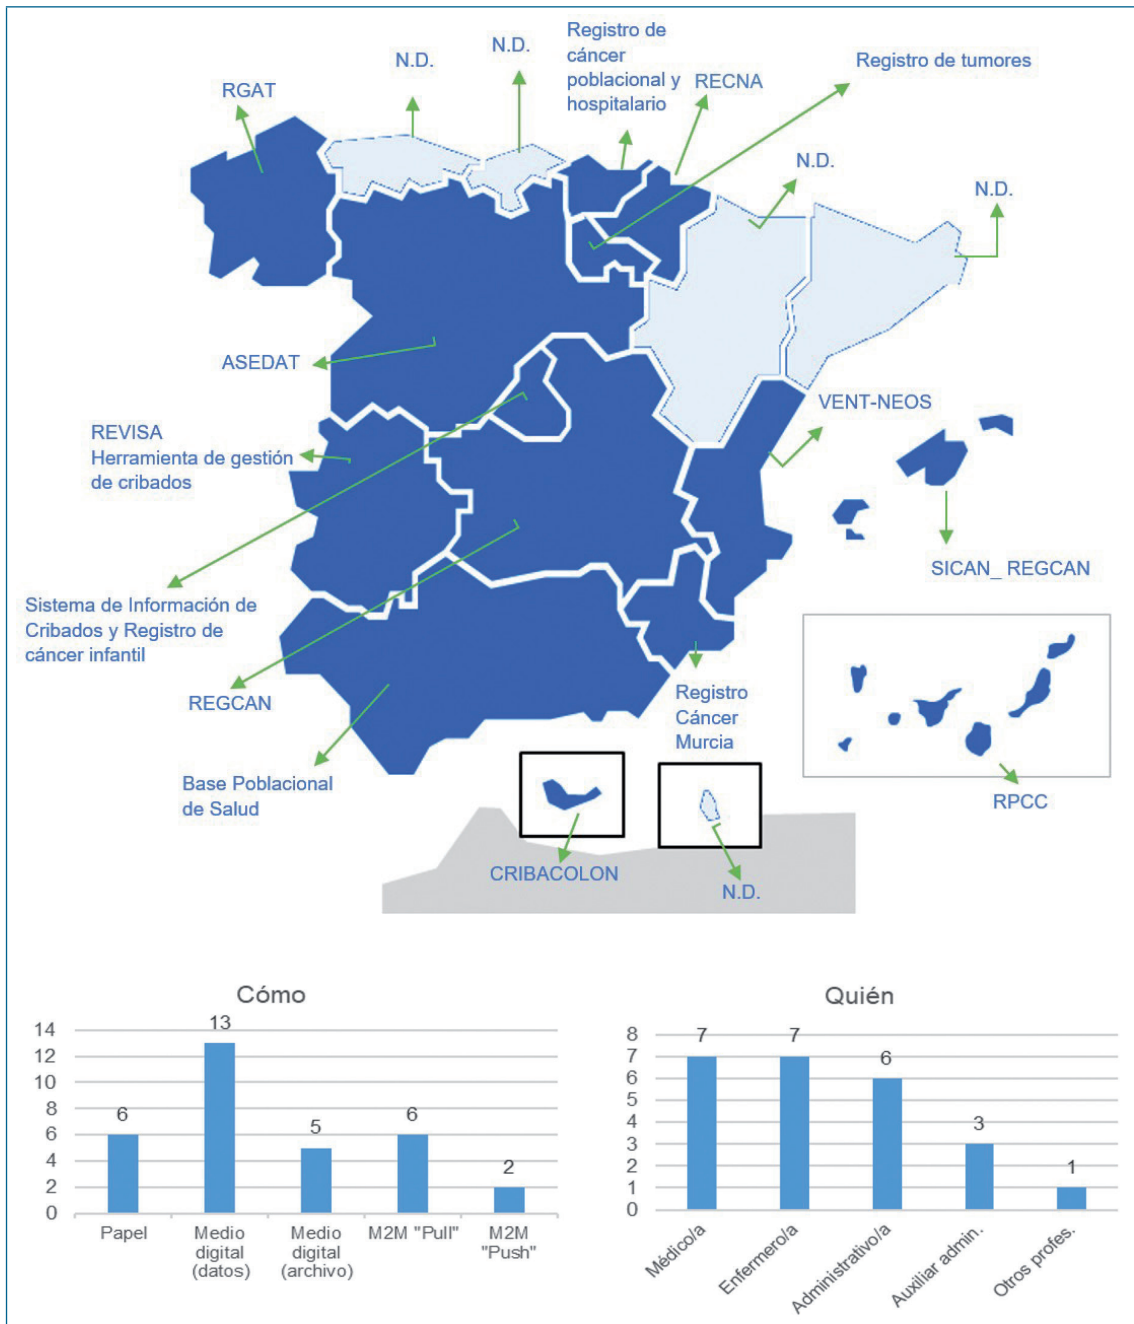 Registro de
cáncer
poblacional y
hospitalario
N.D.
N.D.
RGAT
RECNA
Registro de tumores
N.D.
N.D.
ASEDAT
VENT-NEOS
REVISA
Herramienta de gestión
de cribados
SICAN_ REGCAN
Sistema de Información de
Cribados y Registro de
cáncer infantil
REGCAN
Registro
Cáncer
Murcia
Base Poblacional
de Salud
RPCC
CRIBACOLON
N.D.
Cómo
14
12
10
8
6
4
2
0
6
13
5
6
2
Papel
Medio
digital
(datos)
Medio
digital
(archivo)
M2M "Pull"
M2M
"Push"
Quién
8
7
6
5
4
3
2
1
0
7
7
6
3
1
Médico/a
Enfermero/a
Administrativo/a
Auxiliar admin.
Otros profes.